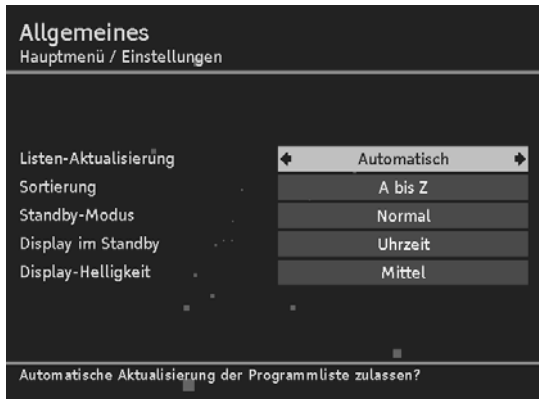 Allgemeines
Hauptmenü / Einstellungen
Listen-Aktualisierung Automatisch
Sortierung A bis Z
Standby-Modus Normal
Display im Standby Uhrzeit
Display-Helligkeit Mittel
Automatische Aktualisierung der Programmliste zulassen?